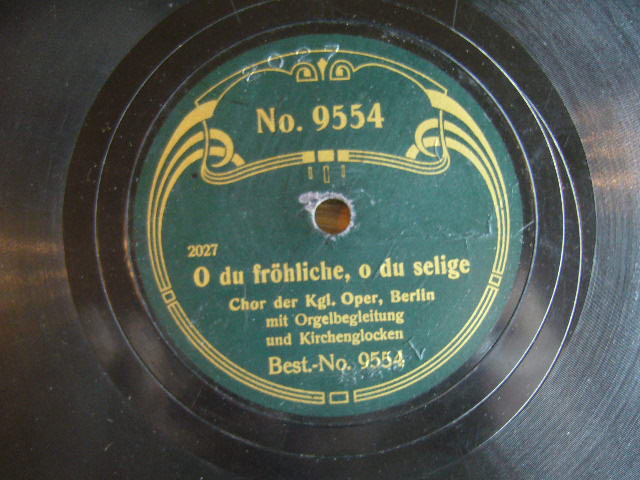 2027
No. 9554
2027
O du fröhliche, o du selige
Chor der Kgl. Oper, Berlin
mit Orgelbegleitung
und Kirchenglocken
Best.-No. 9554